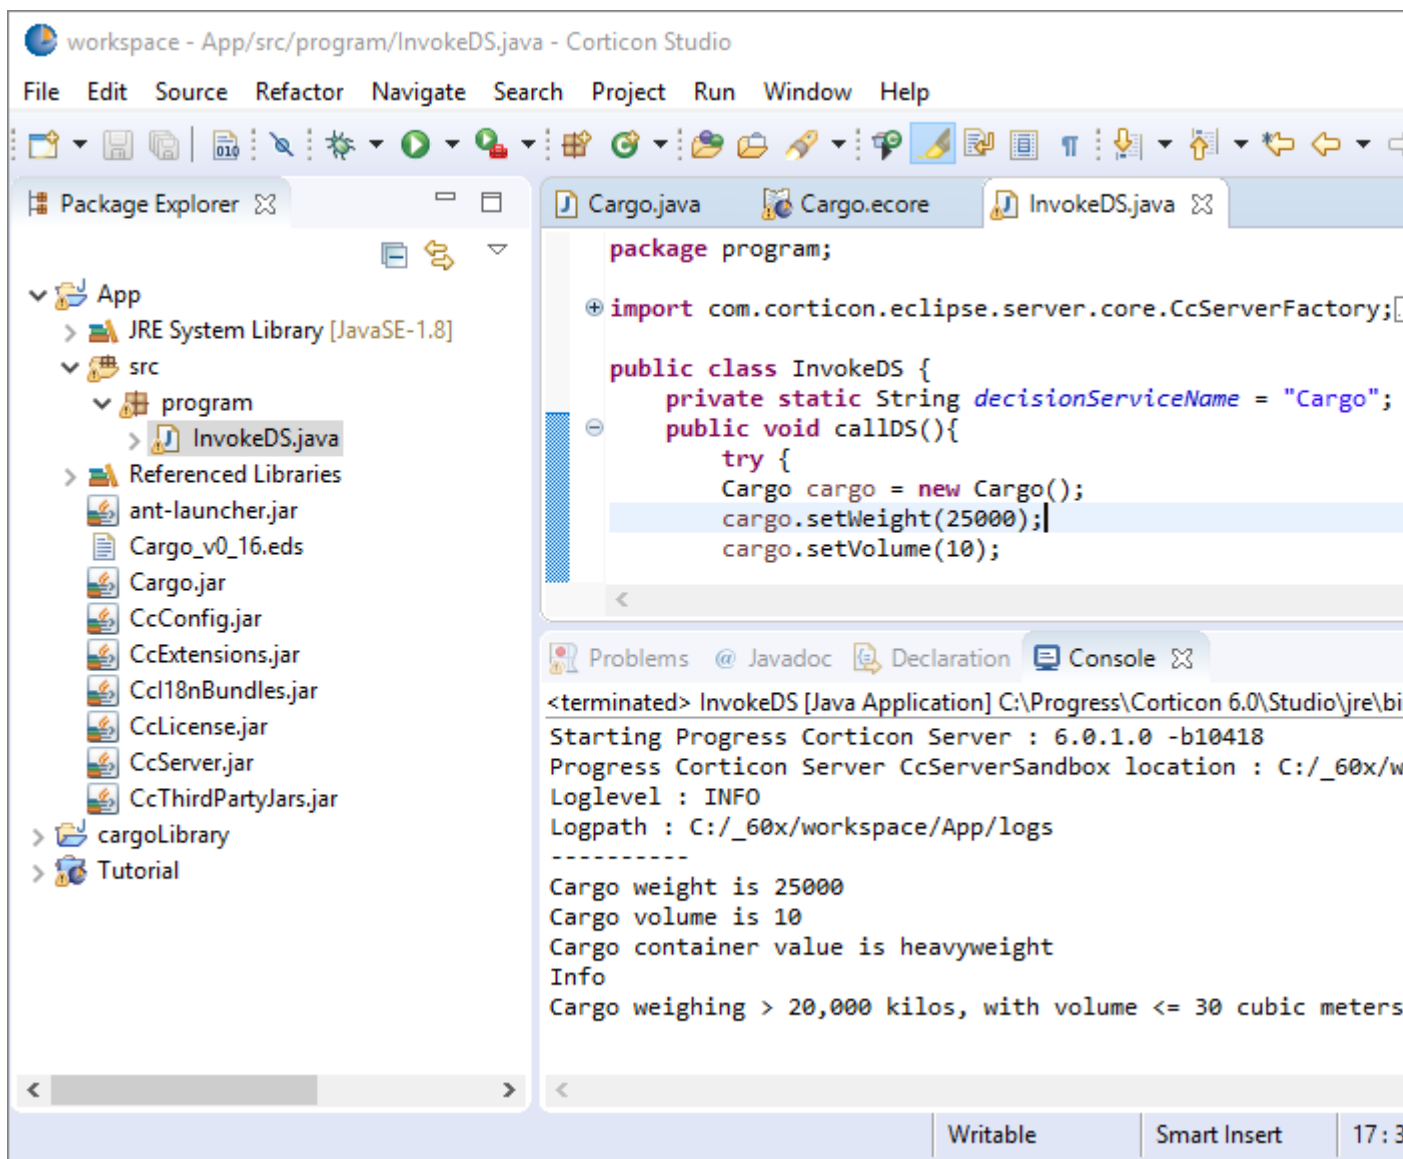 workspace - App/src/program/InvokeDS.java - Corticon Studio
File Edit Source Refactor Navigate Search Project Run Window Help
010
Package Explorer
App
JRE System Library [JavaSE-1.8]
src
program
InvokeDS.java
Referenced Libraries
ant-launcher.jar
Cargo_v0_16.eds
Cargo.jar
CcConfig.jar
CcExtensions.jar
CcI18nBundles.jar
CcLicense.jar
CcServer.jar
CcThirdPartyJars.jar
cargoLibrary
Tutorial
Cargo.java Cargo.ecore InvokeDS.java
package program;
import com.corticon.eclipse.server.core.CcServerFactory;
public class InvokeDS {
private static String decisionServiceName = "Cargo";
public void callDS(){
try {
Cargo cargo = new Cargo();
cargo.setWeight(25000);
cargo.setVolume(10);
Problems @ Javadoc Declaration Console
<terminated> InvokeDS [Java Application] C:\Progress\Corticon 6.0\Studio\jre\bi
Starting Progress Corticon Server : 6.0.1.0 -b10418
Progress Corticon Server CcServerSandbox location : C:/_60x/w
Loglevel : INFO
Logpath : C:/_60x/workspace/App/logs
----------
Cargo weight is 25000
Cargo volume is 10
Cargo container value is heavyweight
Info
Cargo weighing > 20,000 kilos, with volume <= 30 cubic meters
Writable Smart Insert 17 : 3